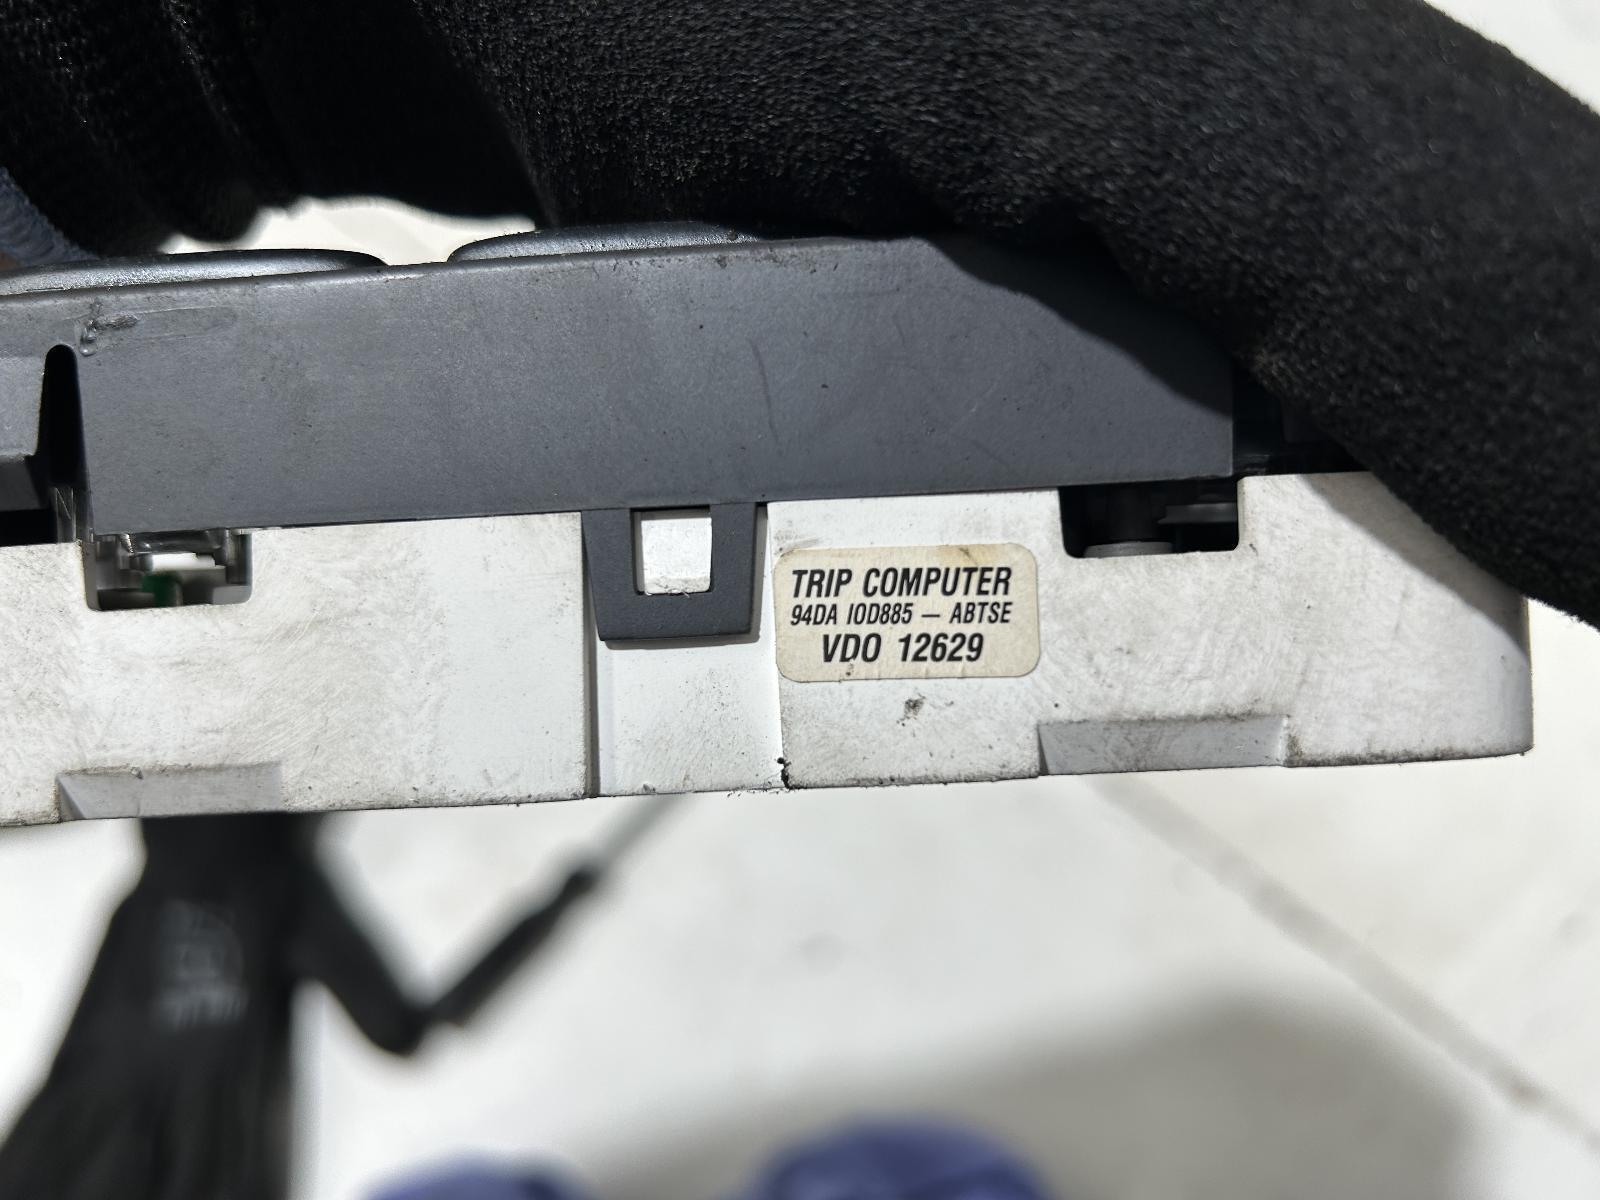 TRIP COMPUTER
94DA 10D885 – ABTSE
VDO 12629